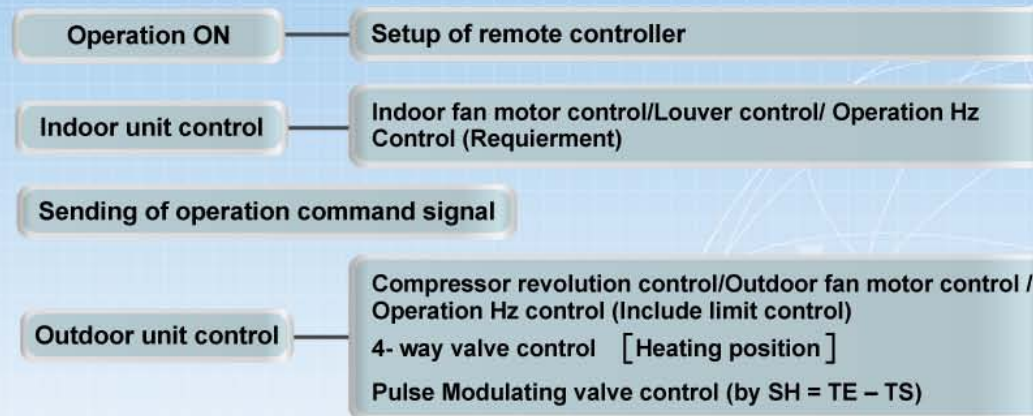 Operation ON
Setup of remote controller
Indoor unit control
Indoor fan motor control/Louver control/ Operation Hz
Control (Requierment)
Sending of operation command signal
Outdoor unit control
Compressor revolution control/Outdoor fan motor control /
Operation Hz control (Include limit control)
4- way valve control [Heating position]
Pulse Modulating valve control (by SH = TE – TS)